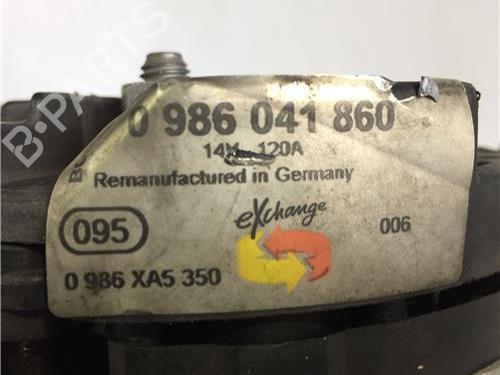 B-PARTS
0 986 041 860
14V 120A
Remanufactured in Germany
eXchange
095
006
0 986 XA5 350